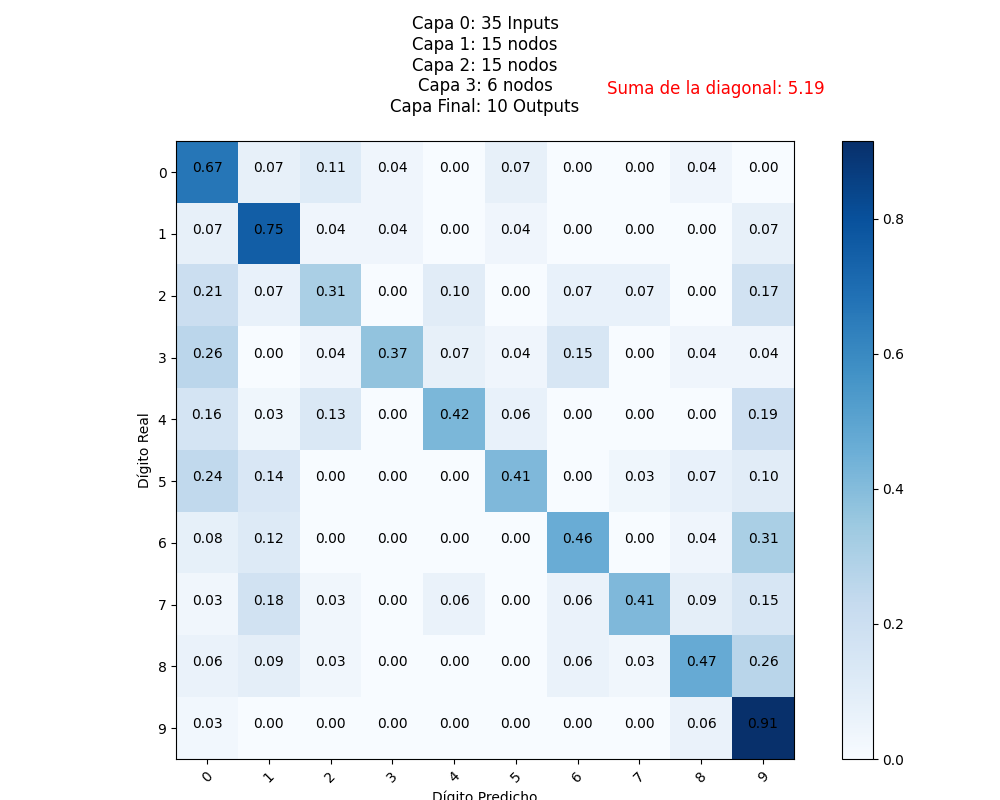 Capa 0: 35 Inputs
Capa 1: 15 nodos
Capa 2: 15 nodos
Capa 3: 6 nodos
Capa Final: 10 Outputs
Suma de la diagonal: 5.19
0 0.67 0.07 0.11 0.04 0.00 0.07 0.00 0.00 0.04 0.00
1 0.07 0.75 0.04 0.04 0.00 0.04 0.00 0.00 0.00 0.07
2 0.21 0.07 0.31 0.00 0.10 0.00 0.07 0.07 0.00 0.17
3 0.26 0.00 0.04 0.37 0.07 0.04 0.15 0.00 0.04 0.04
4 0.16 0.03 0.13 0.00 0.42 0.06 0.00 0.00 0.00 0.19
5 0.24 0.14 0.00 0.00 0.00 0.41 0.00 0.03 0.07 0.10
6 0.08 0.12 0.00 0.00 0.00 0.00 0.46 0.00 0.04 0.31
7 0.03 0.18 0.03 0.00 0.06 0.00 0.06 0.41 0.09 0.15
8 0.06 0.09 0.03 0.00 0.00 0.00 0.06 0.03 0.47 0.26
9 0.03 0.00 0.00 0.00 0.00 0.00 0.00 0.00 0.06 0.91
0 1 2 3 4 5 6 7 8 9
Dígito Real
Dígito Predicho
0.8
0.6
0.4
0.2
0.0